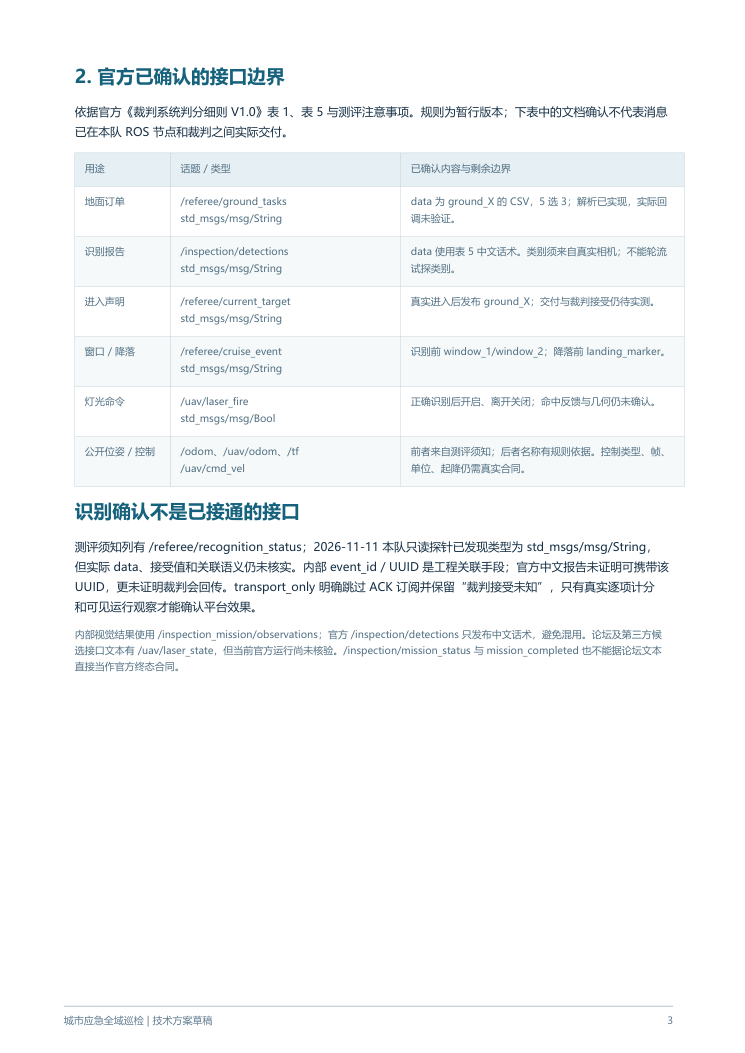 2. 官方已确认的接口边界
依据官方《裁判系统判分细则 V1.0》表 1、表 5 与测评注意事项。规则为暂行版本；下表中的文档确认不代表消息
已在本队 ROS 节点和裁判之间实际交付。
用途 话题 / 类型 已确认内容与剩余边界
地面订单 /referee/ground_tasks data 为 ground_X 的 CSV，5 选 3；解析已实现，实际回
std_msgs/msg/String 调未验证。
识别报告 /inspection/detections data 使用表 5 中文话术。类别须来自真实相机；不能轮流
std_msgs/msg/String 试探类别。
进入声明 /referee/current_target 真实进入后发布 ground_X；交付与裁判接受仍待实测。
std_msgs/msg/String
窗口 / 降落 /referee/cruise_event 识别前 window_1/window_2；降落前 landing_marker。
std_msgs/msg/String
灯光命令 /uav/laser_fire 正确识别后开启、离开关闭；命中反馈与几何仍未确认。
std_msgs/msg/Bool
公开位姿 / 控制 /odom、/uav/odom、/tf 前者来自测评须知；后者名称有规则依据。控制类型、帧、
/uav/cmd_vel 单位、起降仍需真实合同。
识别确认不是已接通的接口
测评须知列有 /referee/recognition_status；2026-11-11 本队只读探针已发现类型为 std_msgs/msg/String，
但实际 data、接受值和关联语义仍未核实。内部 event_id / UUID 是工程关联手段；官方中文报告未证明可携带该
UUID，更未证明裁判会回传。transport_only 明确跳过 ACK 订阅并保留“裁判接受未知”，只有真实逐项计分
和可见运行观察才能确认平台效果。
内部视觉结果使用 /inspection_mission/observations；官方 /inspection/detections 只发布中文话术，避免混用。论坛及第三方候
选接口文本有 /uav/laser_state，但当前官方运行尚未核验。/inspection/mission_status 与 mission_completed 也不能据论坛文本
直接当作官方终态合同。
城市应急全域巡检 | 技术方案草稿 3